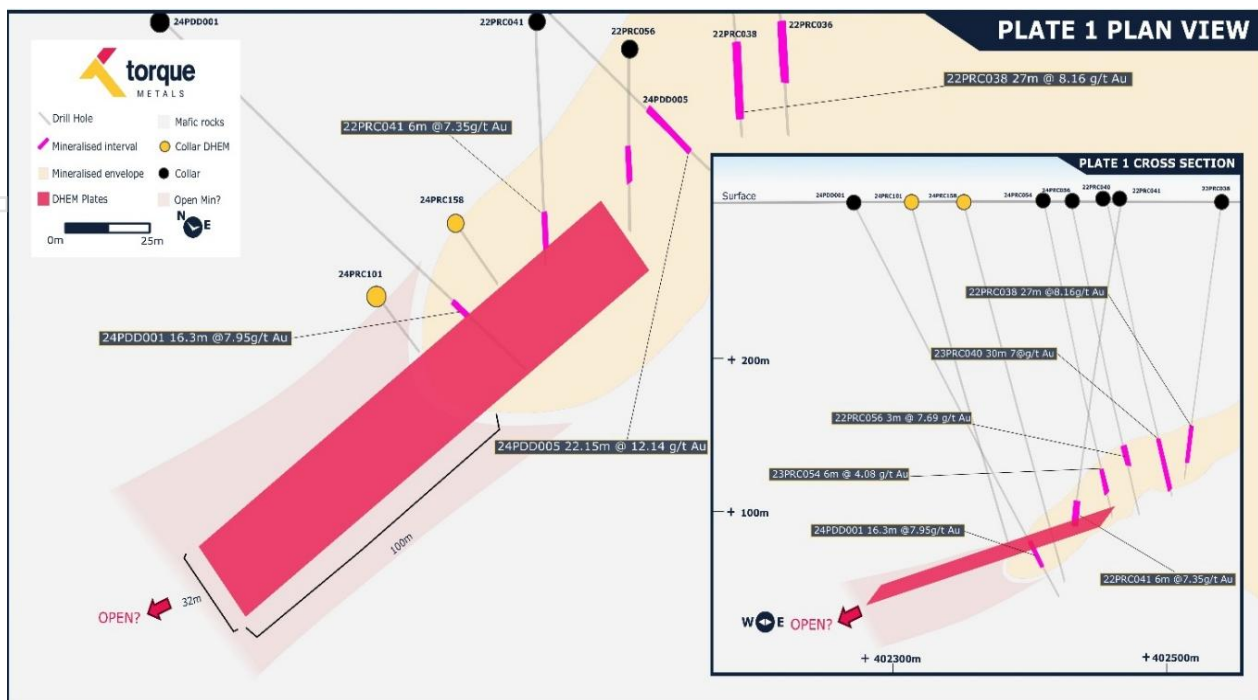 PLATE 1 PLAN VIEW
torque
METALS
Drill Hole
Mafic rocks
Mineralised interval
Collar DHEM
Mineralised envelope
Collar
DHEM Plates
Open Min?
N
E
0m
25m
24PDD001
22PRC041
22PRC056
22PRC038
22PRC036
22PRC038 27m @ 8.16 g/t Au
24PDD005
22PRC041 6m @7.35g/t Au
24PRC158
24PRC101
24PDD001 16.3m @7.95g/t Au
24PDD005 22.15m @ 12.14 g/t Au
100m
32m
OPEN?
PLATE 1 CROSS SECTION
Surface
24PDD001
24PRC101
24PRC158
22PRC041
22PRC038 27m @8.16g/t Au
+ 200m
23PRC040 30m 7@g/t Au
22PRC056 3m @ 7.69 g/t Au
23PRC054 6m @ 4.08 g/t Au
+ 100m
24PDD001 16.3m @7.95g/t Au
22PRC041 6m @7.35g/t Au
W
E
OPEN?
+ 402300m
+ 402500m